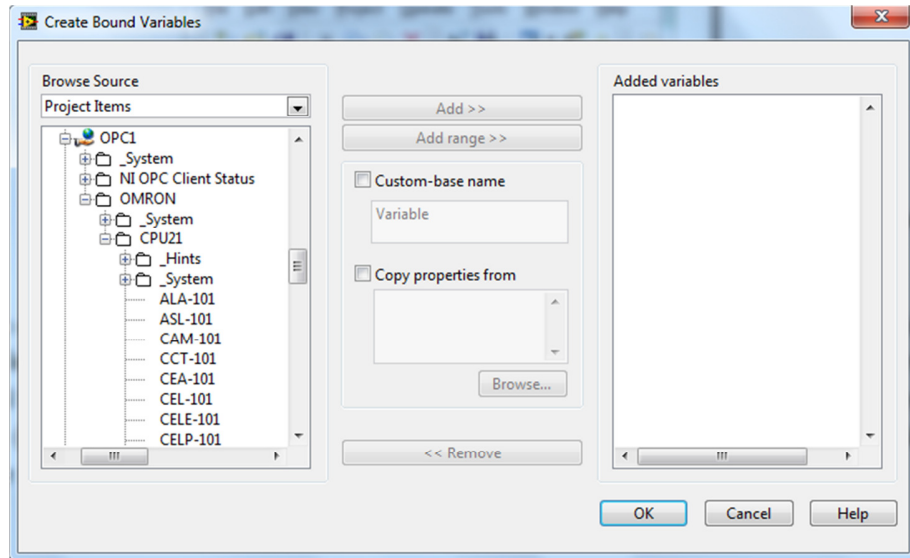 Create Bound Variables
Browse Source
Project Items
OPC1
_System
NI OPC Client Status
OMRON
_System
CPU21
_Hints
_System
ALA-101
ASL-101
CAM-101
CCT-101
CEA-101
CEL-101
CELE-101
CELP-101
Add >>
Add range >>
Custom-base name
Variable
Copy properties from
Browse...
<< Remove
Added variables
OK
Cancel
Help